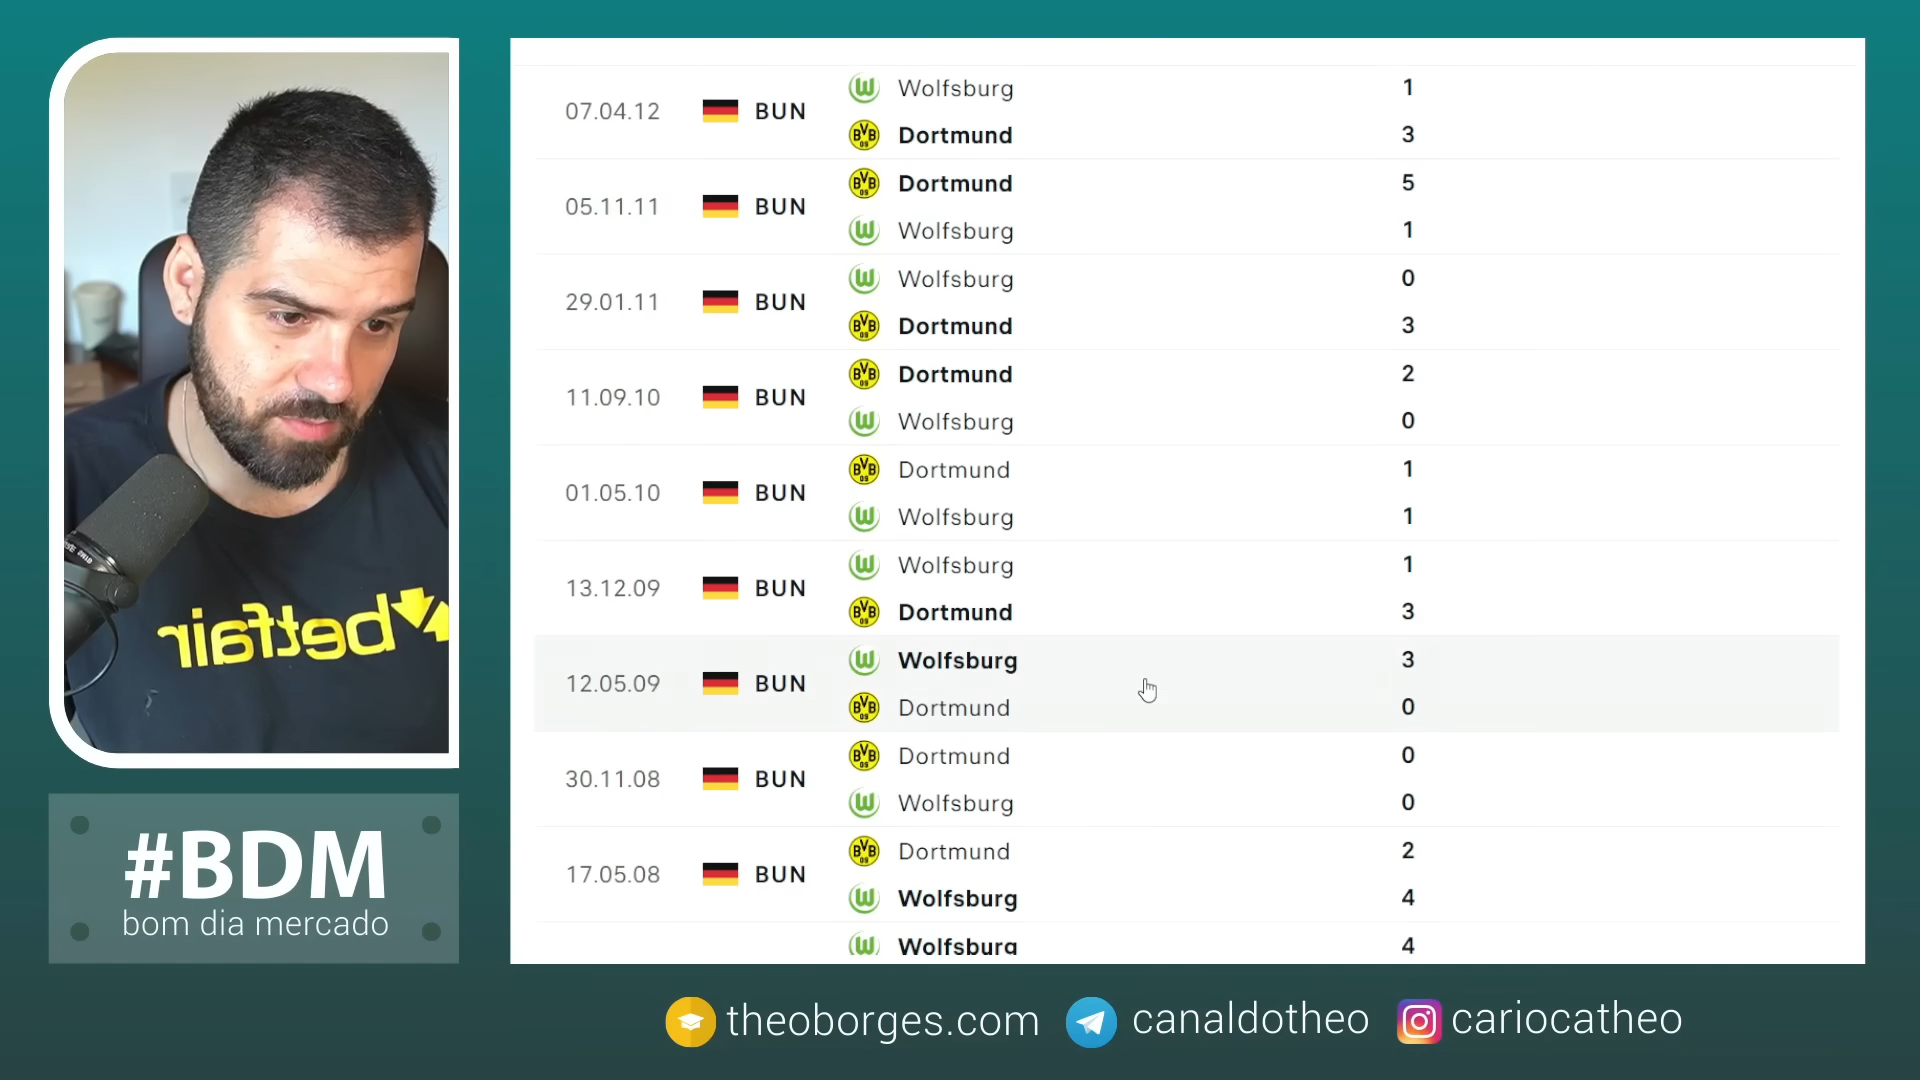 07.04.12 BUN Wolfsburg 1
Dortmund 3
05.11.11 BUN Dortmund 5
Wolfsburg 1
29.01.11 BUN Wolfsburg 0
Dortmund 3
11.09.10 BUN Dortmund 2
Wolfsburg 0
01.05.10 BUN Dortmund 1
Wolfsburg 1
13.12.09 BUN Wolfsburg 1
Dortmund 3
12.05.09 BUN Wolfsburg 3
Dortmund 0
30.11.08 BUN Dortmund 0
Wolfsburg 0
17.05.08 BUN Dortmund 2
Wolfsburg 4
Wolfsburg 4
betfair
#BDM
bom dia mercado
theoborges.com canaldotheo cariocatheo